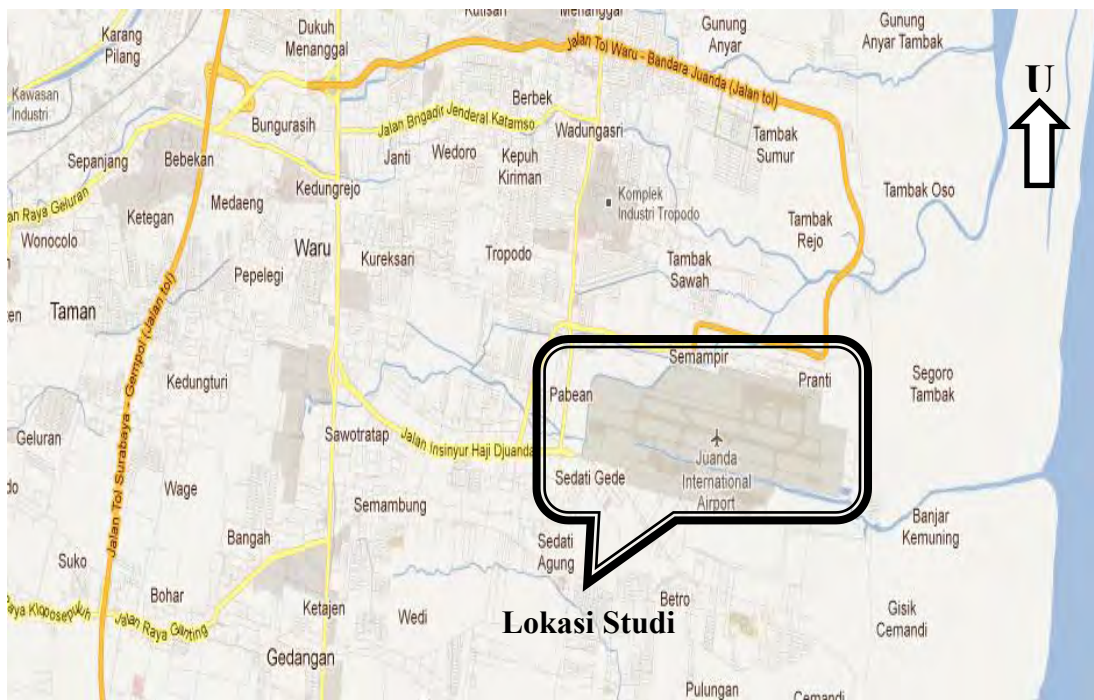 Karang
Pilang
Dukuh
Menanggal
Kutisan
Menanggal
Gunung
Anyar
Gunung
Anyar Tambak
U
Jalan Tol Waru - Bandara Juanda (Jalan tol)
Kawasan
Industri
Berbek
Bungurasih
Jalan Brigadir Jenderal Katamso
Wadungasri
Tambak
Sumur
Sepanjang
Bebekan
Janti
Wedoro
Kepuh
Kiriman
Kedungrejo
Komplek
Industri Tropodo
Tambak Oso
an Raya Geluran
Ketegan
Medaeng
Wonocolo
Waru
Kureksari
Tropodo
Tambak
Rejo
Tambak
Sawah
Pepelegi
Taman
Jalan Tol Surabaya - Gempol (Jalan tol)
Semampir
Pranti
Segoro
Tambak
Kedungturi
Pabean
Geluran
Sawotratap
Jalan Insinyur Haji Djuanda
Juanda
International
Airport
Sedati Gede
do
Wage
Semambung
Banjar
Kemuning
Bangah
Sedati
Agung
Suko
Bohar
Ketajen
Wedi
Betro
Gisik
Cemandi
Lokasi Studi
Jalan Raya Gilinting
Gedangan
Pulungan
Cemandi